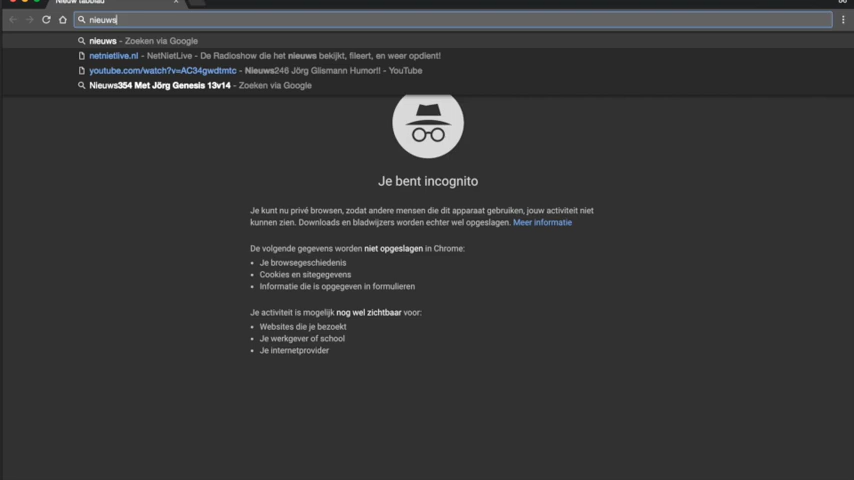 Nieuw tabblad
nieuws
nieuws - Zoeken via Google
netnietlive.nl - NetNietLive - De Radioshow die het nieuws bekijkt, fileert, en weer opdient!
youtube.com/watch?v=AC34gwdtmtc - Nieuws246 Jörg Glismann Humor!! - YouTube
Nieuws354 Met Jörg Genesis 13v14 - Zoeken via Google
Je bent incognito
Je kunt nu privé browsen, zodat andere mensen die dit apparaat gebruiken, jouw activiteit niet
kunnen zien. Downloads en bladwijzers worden echter wel opgeslagen. Meer informatie
De volgende gegevens worden niet opgeslagen in Chrome:
• Je browsegeschiedenis
• Cookies en sitegegevens
• Informatie die is opgegeven in formulieren
Je activiteit is mogelijk nog wel zichtbaar voor:
• Websites die je bezoekt
• Je werkgever of school
• Je internetprovider